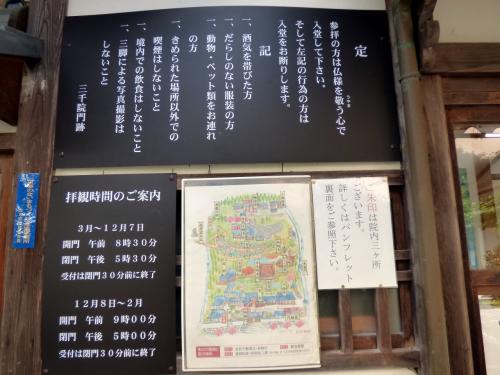 定
参拝の方は仏様を敬う心で
入堂して下さい。
そして左記の行為の方は
入堂をお断りします。
記
一、酒気を帯びた方
一、だらしのない服装の方
一、動物・ペット類をお連れ
の方
一、きめられた場所以外での
喫煙はしないこと
一、境内での飲食はしないこと
一、三脚による写真撮影は
しないこと
三千院門跡
拝観時間のご案内
3月〜12月7日
開門 午前 8時30分
閉門 午後 5時30分
受付は閉門30分前に終了
12月8日〜2月
開門 午前 9時00分
閉門 午後 5時00分
受付は閉門30分前に終了
ご朱印は院内三ヶ所
でございます。
詳しくはパンフレット
裏面をご参照下さい。